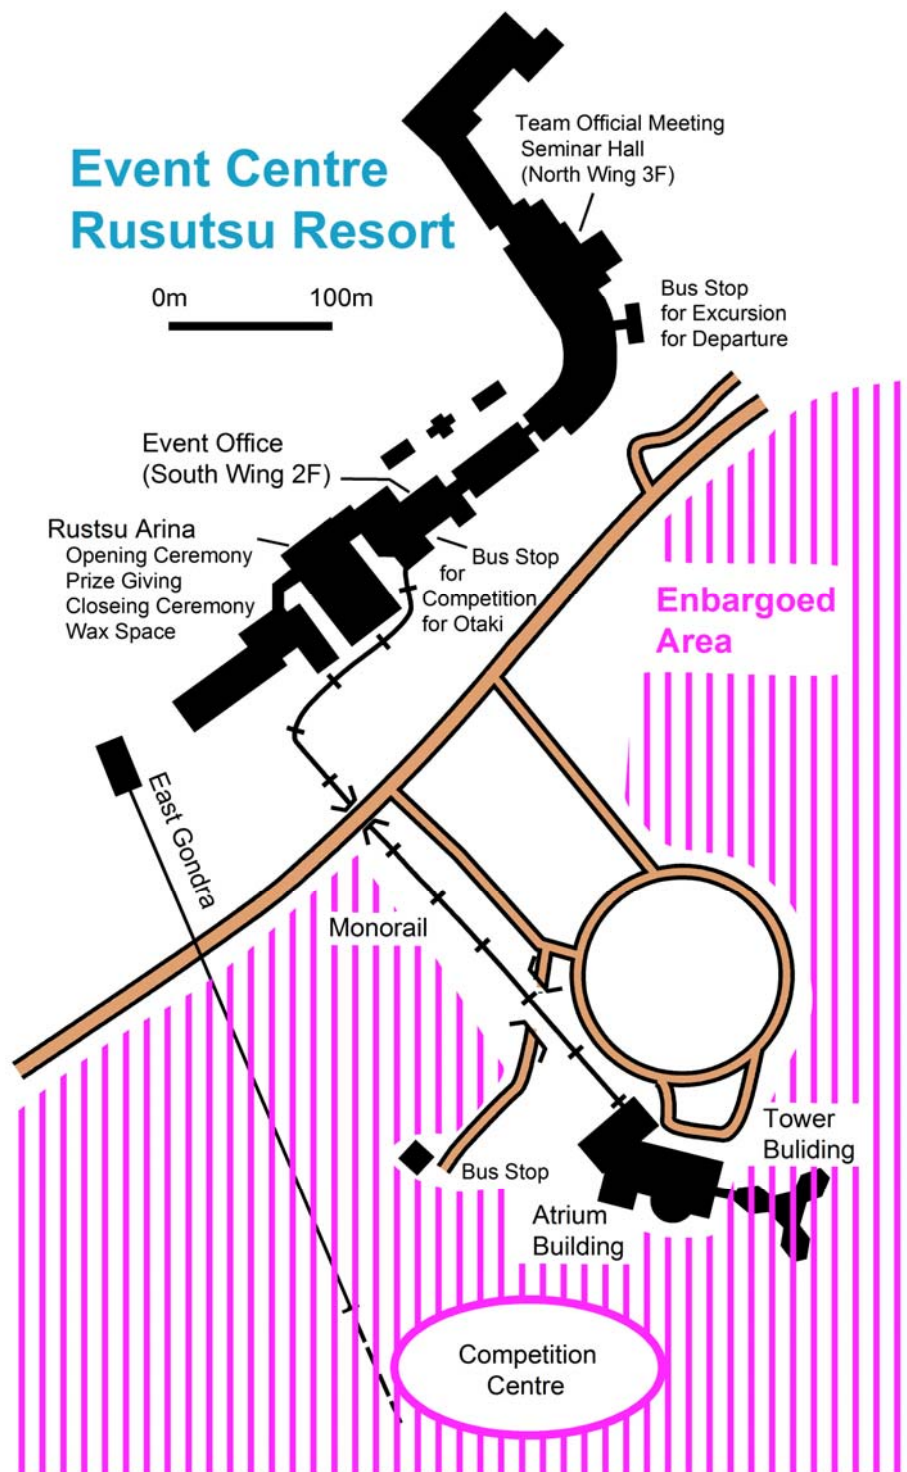 Event Centre
Rusutsu Resort
0m
100m
Team Official Meeting
Seminar Hall
(North Wing 3F)
Bus Stop
for Excursion
for Departure
Event Office
(South Wing 2F)
Rustsu Arina
Opening Ceremony
Prize Giving
Closeing Ceremony
Wax Space
Bus Stop
for
Competition
for Otaki
Enbargoed
Area
East Gondra
Monorail
Tower
Buliding
Bus Stop
Atrium
Building
Competition
Centre